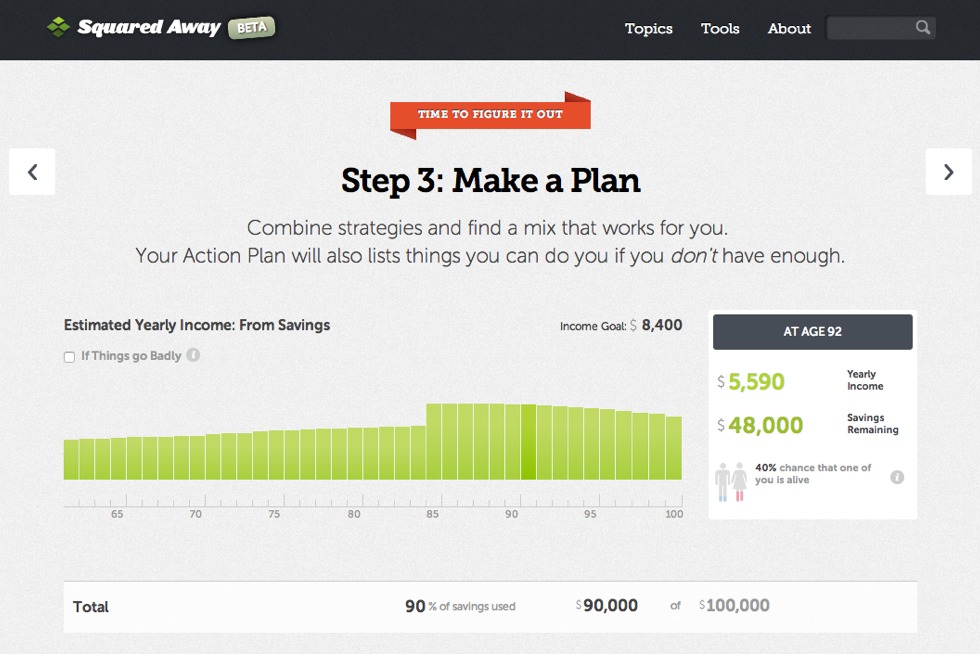 Squared Away BETA
Topics Tools About
TIME TO FIGURE IT OUT
Step 3: Make a Plan
Combine strategies and find a mix that works for you.
Your Action Plan will also lists things you can do you if you don't have enough.
Estimated Yearly Income: From Savings
Income Goal: $ 8,400
If Things go Badly i
65 70 75 80 85 90 95 100
AT AGE 92
$ 5,590 Yearly
Income
$ 48,000 Savings
Remaining
40% chance that one of
you is alive i
Total 90 % of savings used $ 90,000 of $ 100,000